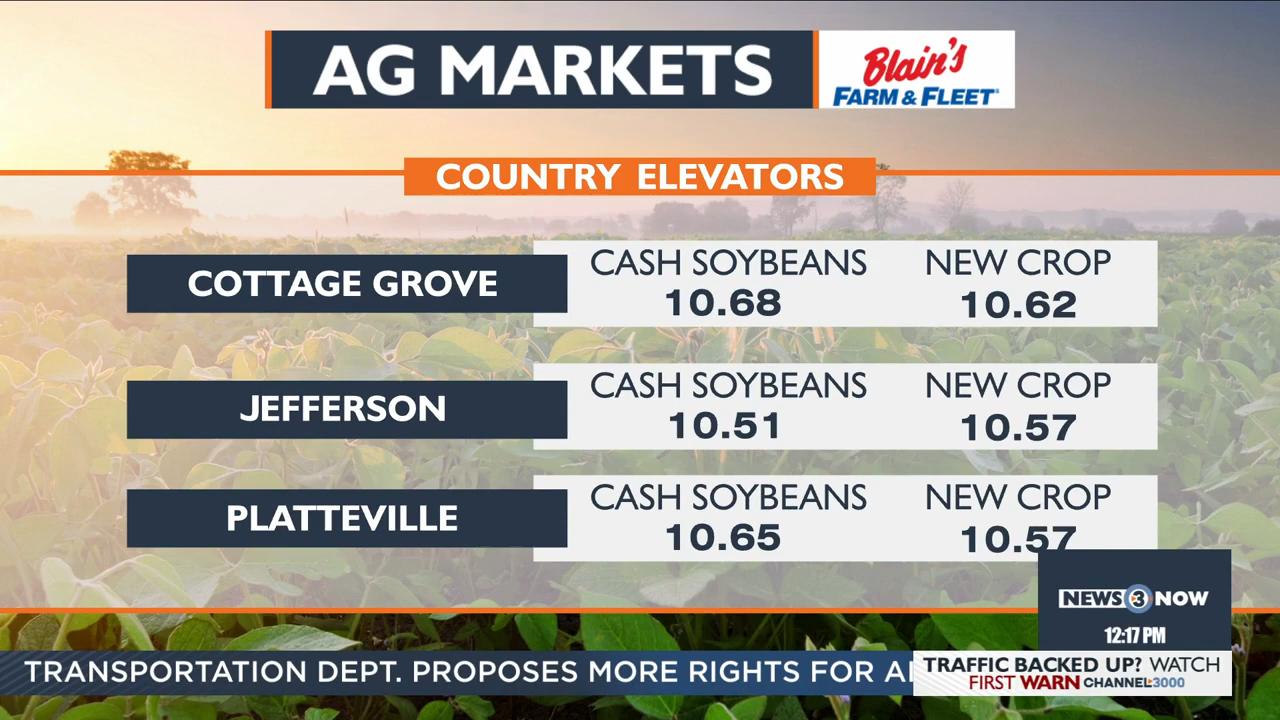 AG MARKETS
Blain's
FARM & FLEET
COUNTRY ELEVATORS
COTTAGE GROVE
CASH SOYBEANS
NEW CROP
10.68
10.62
JEFFERSON
CASH SOYBEANS
NEW CROP
10.51
10.57
PLATTEVILLE
CASH SOYBEANS
NEW CROP
10.65
10.57
NEWS 3 NOW
12:17 PM
TRANSPORTATION DEPT. PROPOSES MORE RIGHTS FOR
TRAFFIC BACKED UP? WATCH
FIRST WARN CHANNEL3000